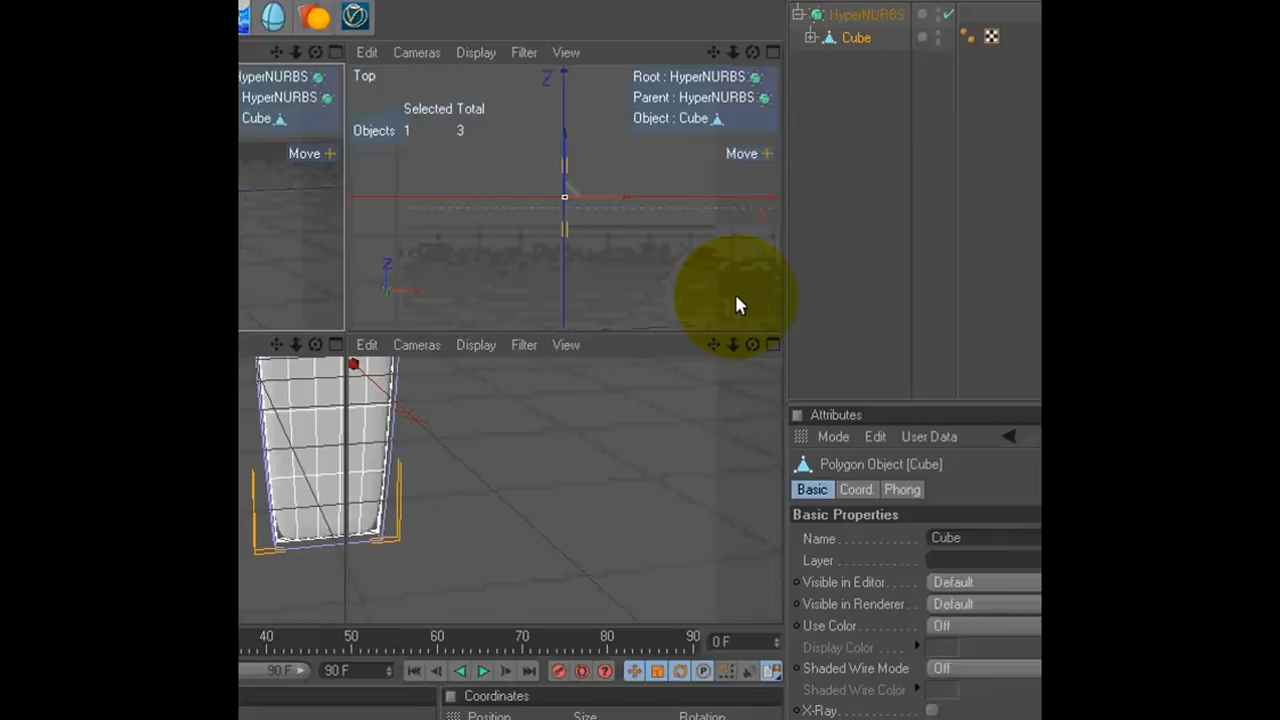 HyperNURBS
Cube
Edit Cameras Display Filter View
HyperNURBS
HyperNURBS
Cube
Move
Top
Selected Total
Objects 1 3
Root : HyperNURBS
Parent : HyperNURBS
Object : Cube
Move
Z
Z
Edit Cameras Display Filter View
Attributes
Mode Edit User Data
Polygon Object [Cube]
Basic Coord. Phong
Basic Properties
Name Cube
Layer
Visible in Editor Default
Visible in Renderer Default
Use Color Off
Display Color
Shaded Wire Mode Off
Shaded Wire Color
X-Ray
40 50 60 70 80 90 0 F
90 F 90 F
Coordinates
Position Size Rotation